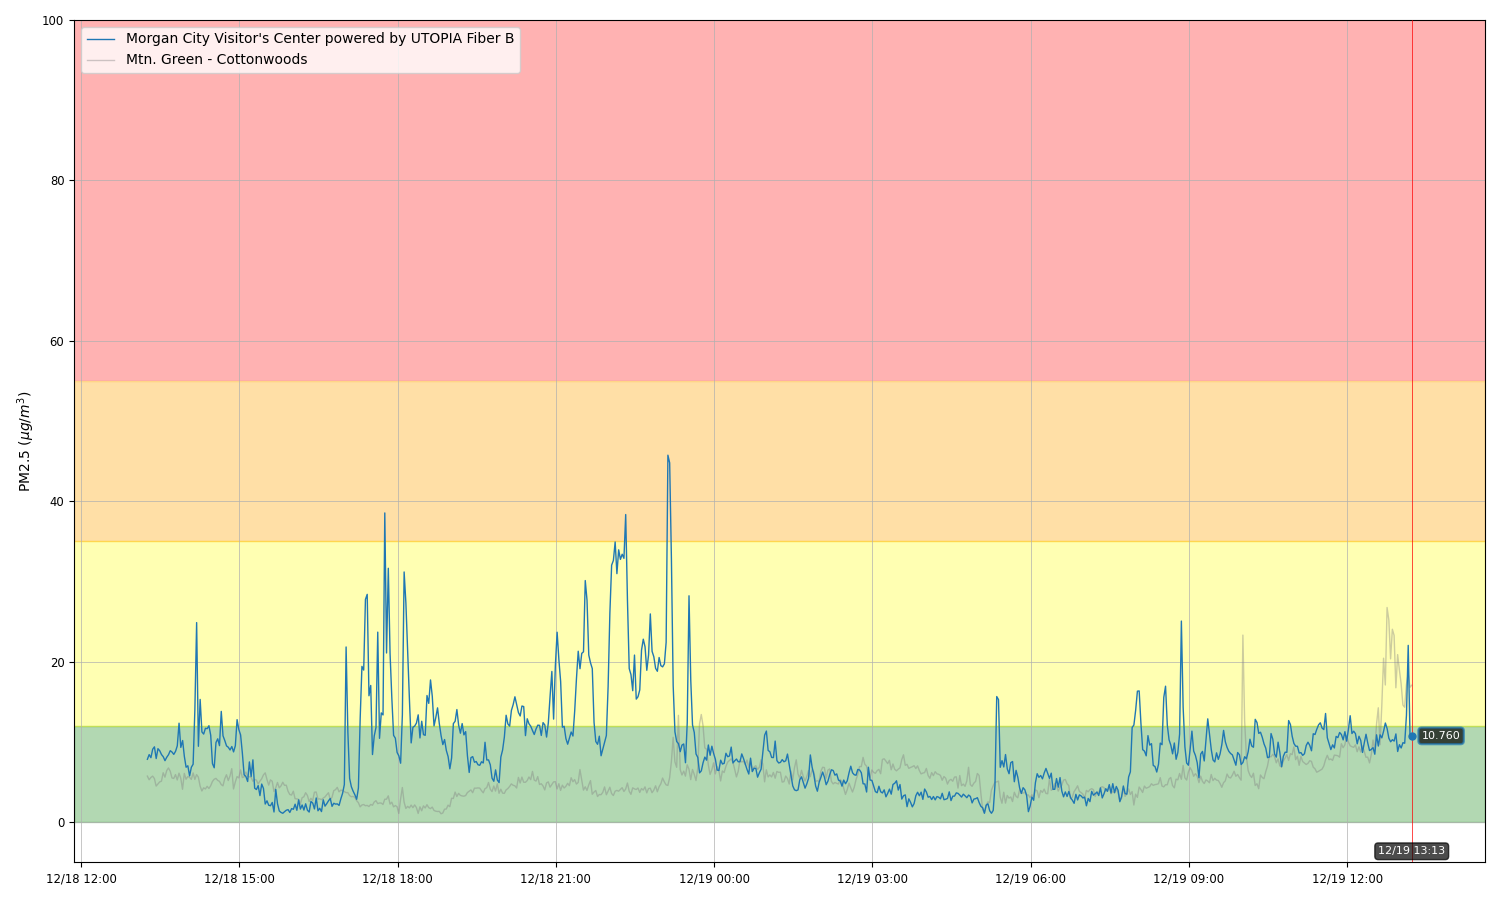 100
80
60
40
20
0
PM2.5 (μg/m³)
Morgan City Visitor's Center powered by UTOPIA Fiber B
Mtn. Green - Cottonwoods
10.760
12/19 13:13
12/18 12:00 12/18 15:00 12/18 18:00 12/18 21:00 12/19 00:00 12/19 03:00 12/19 06:00 12/19 09:00 12/19 12:00